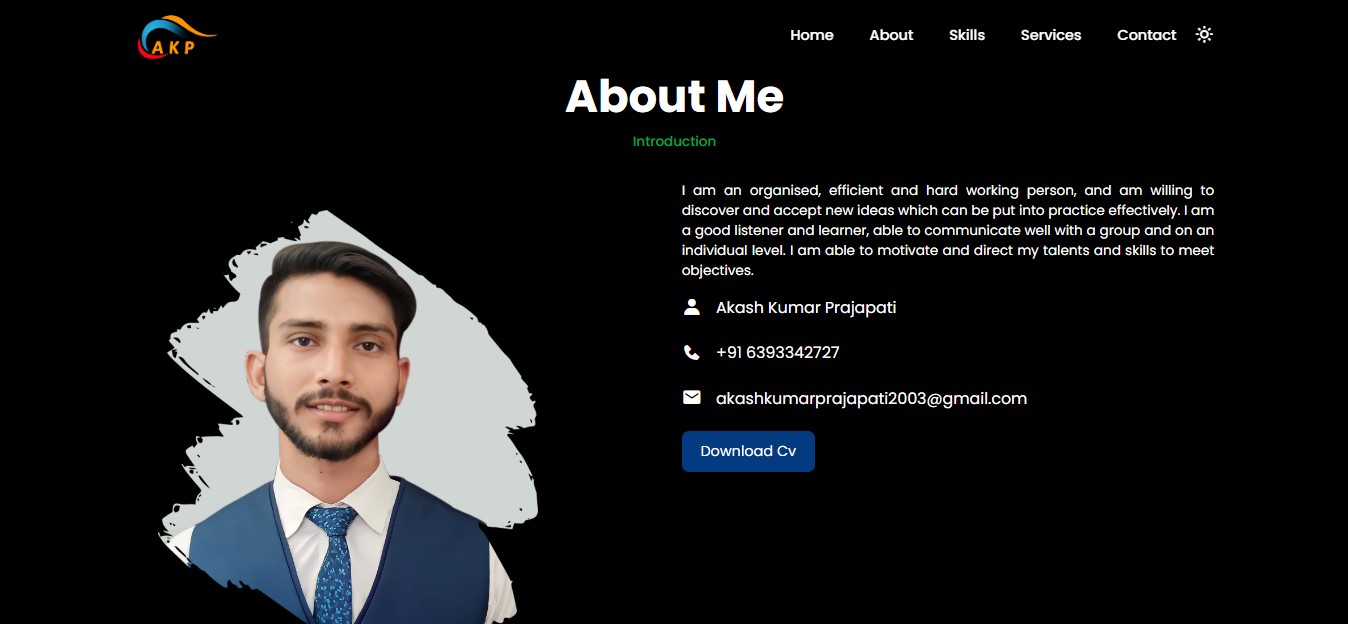 AKP
Home About Skills Services Contact
About Me
Introduction
I am an organised, efficient and hard working person, and am willing to
discover and accept new ideas which can be put into practice effectively. I am
a good listener and learner, able to communicate well with a group and on an
individual level. I am able to motivate and direct my talents and skills to meet
objectives.
Akash Kumar Prajapati
+91 6393342727
akashkumarprajapati2003@gmail.com
Download Cv